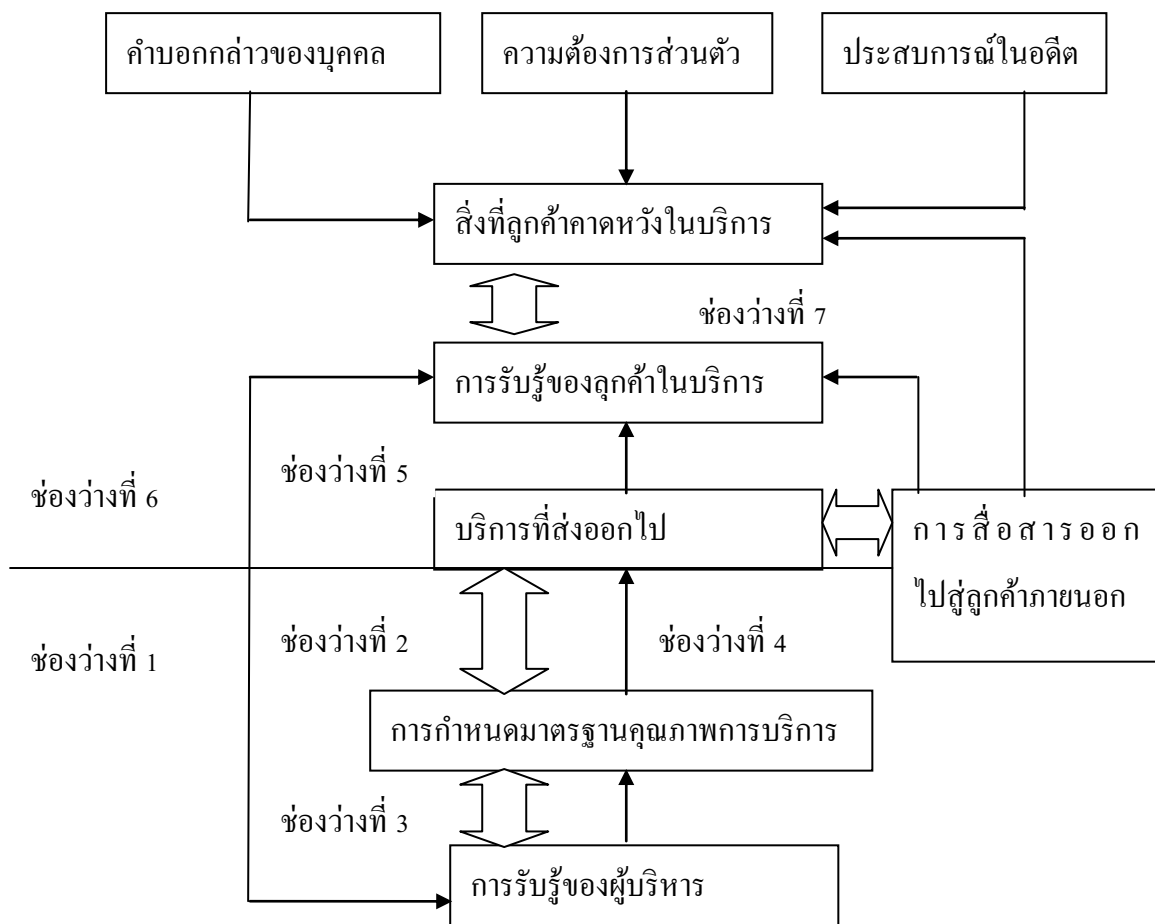 คำบอกกล่าวของบุคคล
ความต้องการส่วนตัว
ประสบการณ์ในอดีต
สิ่งที่ลูกค้าคาดหวังในบริการ
ช่องว่างที่ 7
การรับรู้ของลุกค้าในบริการ
ช่องว่างที่ 5
ช่องว่างที่ 6
บริการที่ส่งออกไป
การสื่อสารออก
ไปสู่ลูกค้าภายนอก
ช่องว่างที่ 2
ช่องว่างที่ 4
ช่องว่างที่ 1
การกำหนดมาตรฐานคุณภาพการบริการ
ช่องว่างที่ 3
การรับรู้ของผู้บริหาร